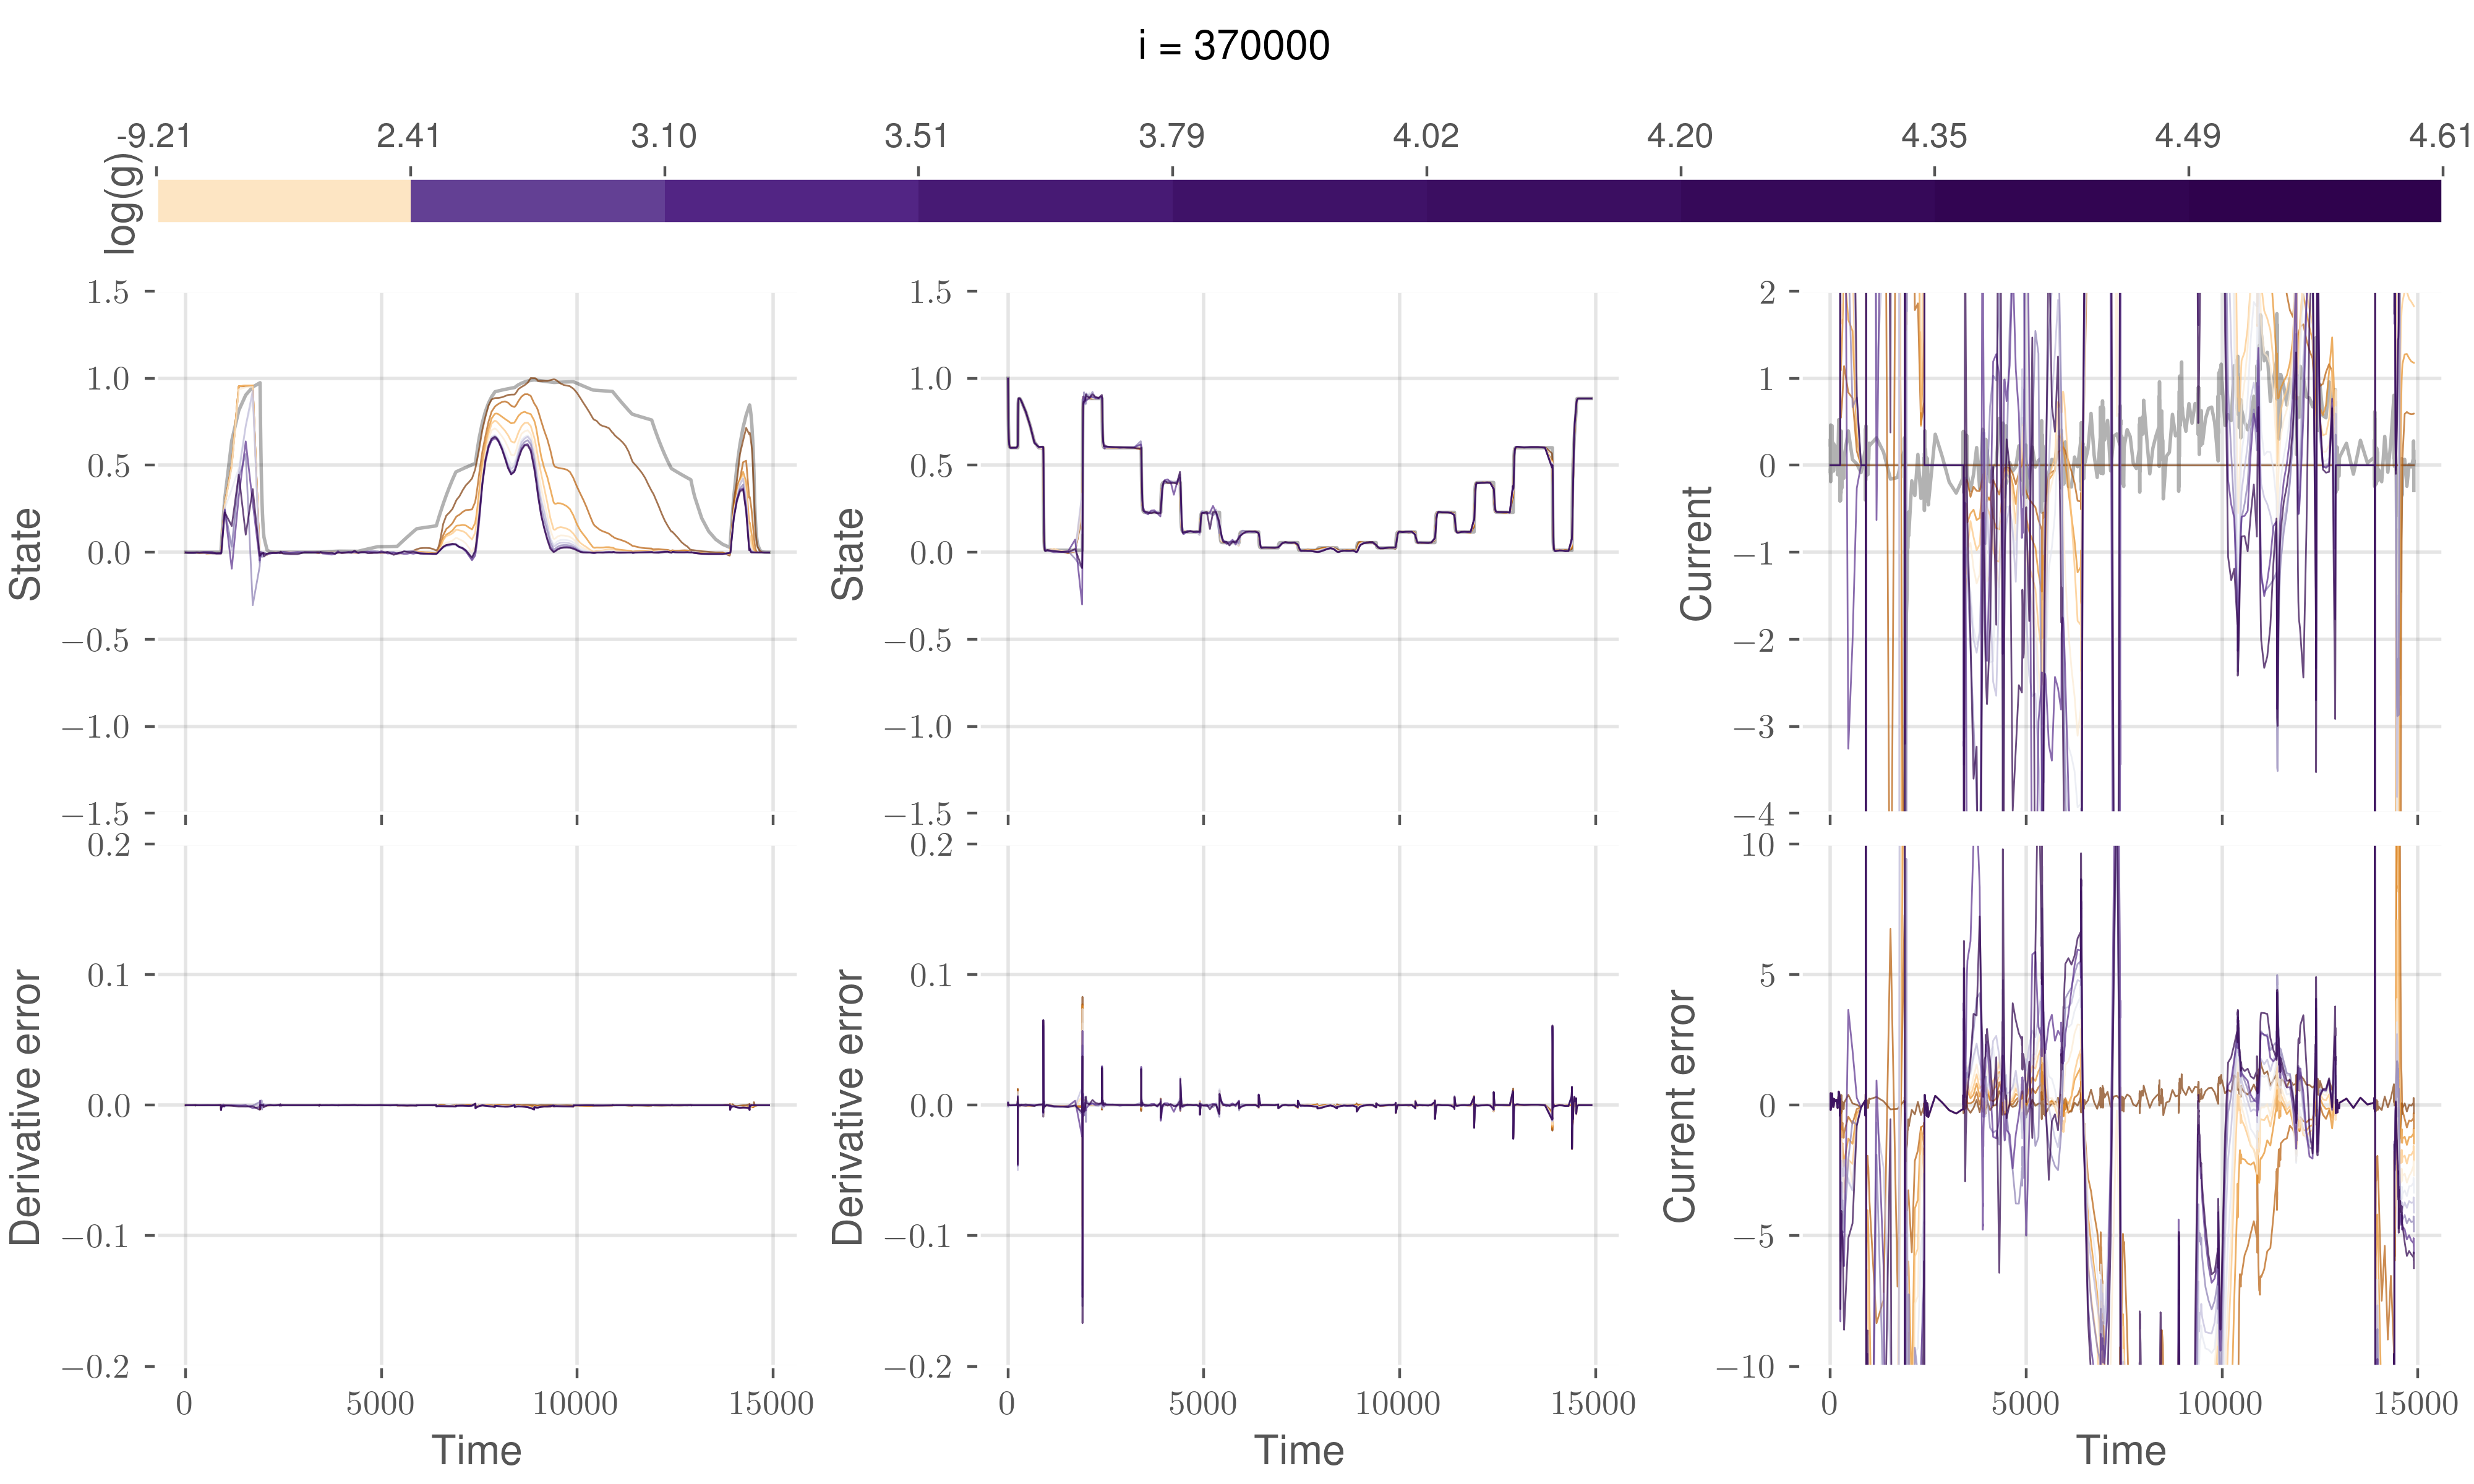 i = 370000
-9.21 2.41 3.10 3.51 3.79 4.02 4.20 4.35 4.49 4.61
log(g)
1.5
1.0
0.5
0.0
−0.5
−1.0
−1.5
State
1.5
1.0
0.5
0.0
−0.5
−1.0
−1.5
State
2
1
0
−1
−2
−3
−4
Current
0.2
0.1
0.0
−0.1
−0.2
Derivative error
0 5000 10000 15000
Time
0.2
0.1
0.0
−0.1
−0.2
Derivative error
0 5000 10000 15000
Time
10
5
0
−5
−10
Current error
0 5000 10000 15000
Time